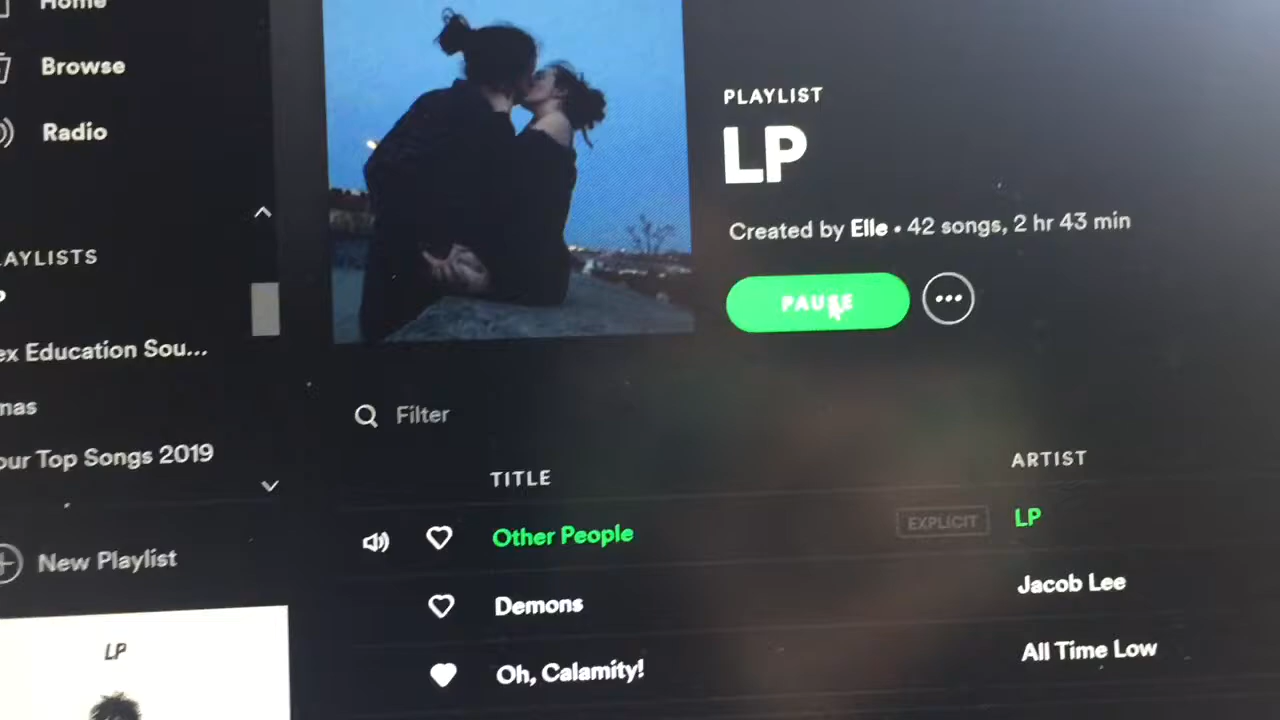 Home
Browse
Radio
AYLISTS
ex Education Sou...
mas
our Top Songs 2019
New Playlist
LP
PLAYLIST
LP
Created by Elle • 42 songs, 2 hr 43 min
PAUSE
Filter
TITLE
ARTIST
Other People EXPLICIT LP
Demons Jacob Lee
Oh, Calamity! All Time Low